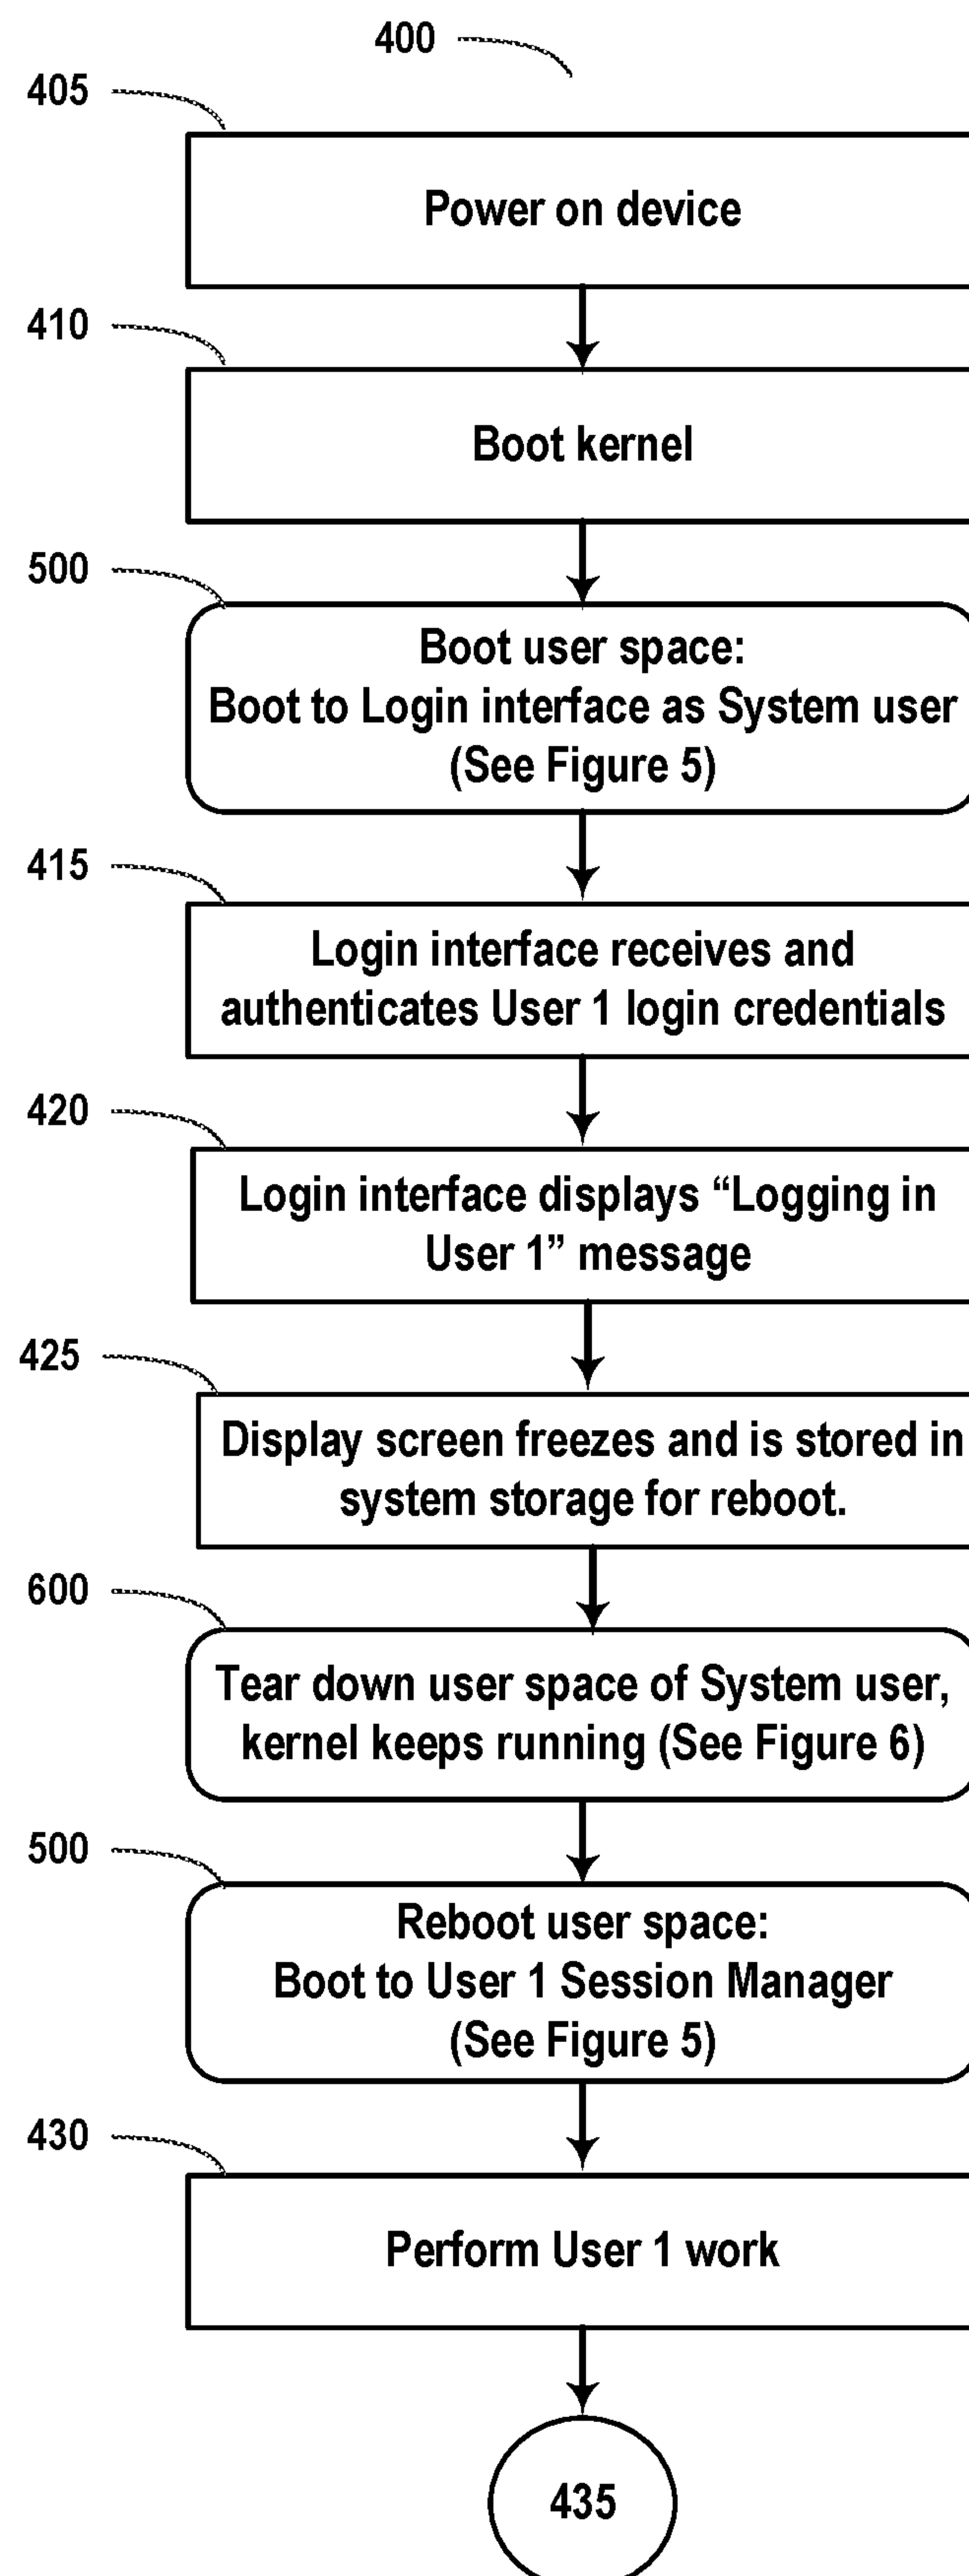 400
405
Power on device
410
Boot kernel
500
Boot user space:
Boot to Login interface as System user
(See Figure 5)
415
Login interface receives and
authenticates User 1 login credentials
420
Login interface displays “Logging in
User 1” message
425
Display screen freezes and is stored in
system storage for reboot.
600
Tear down user space of System user,
kernel keeps running (See Figure 6)
500
Reboot user space:
Boot to User 1 Session Manager
(See Figure 5)
430
Perform User 1 work
435